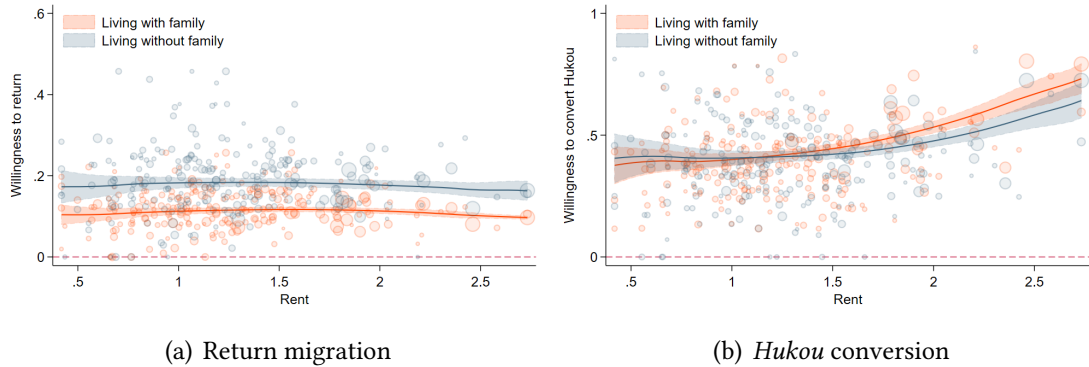 Living with family
Living without family
Willingness to return
.6
.4
.2
0
.5
1
1.5
2
2.5
Rent
(a) Return migration
Living with family
Living without family
Willingness to convert Hukou
1
.5
0
.5
1
1.5
2
2.5
Rent
(b) Hukou conversion